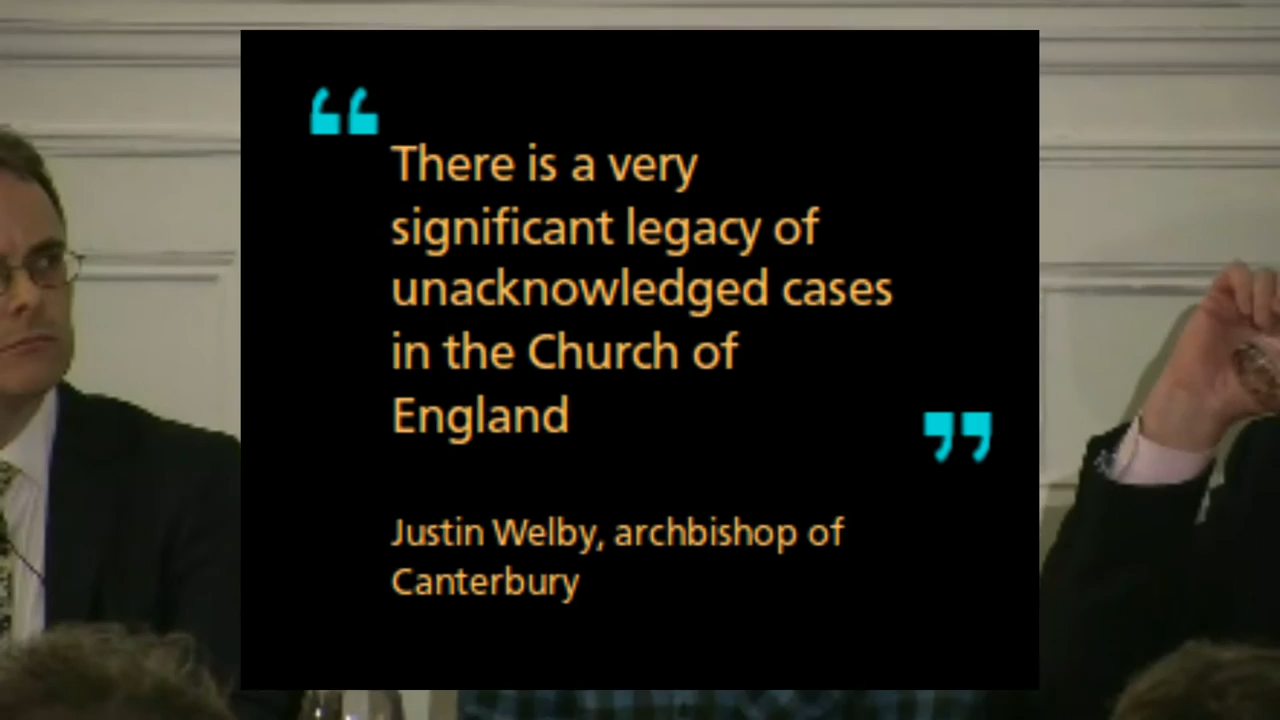 “There is a very
significant legacy of
unacknowledged cases
in the Church of
England”
Justin Welby, archbishop of
Canterbury